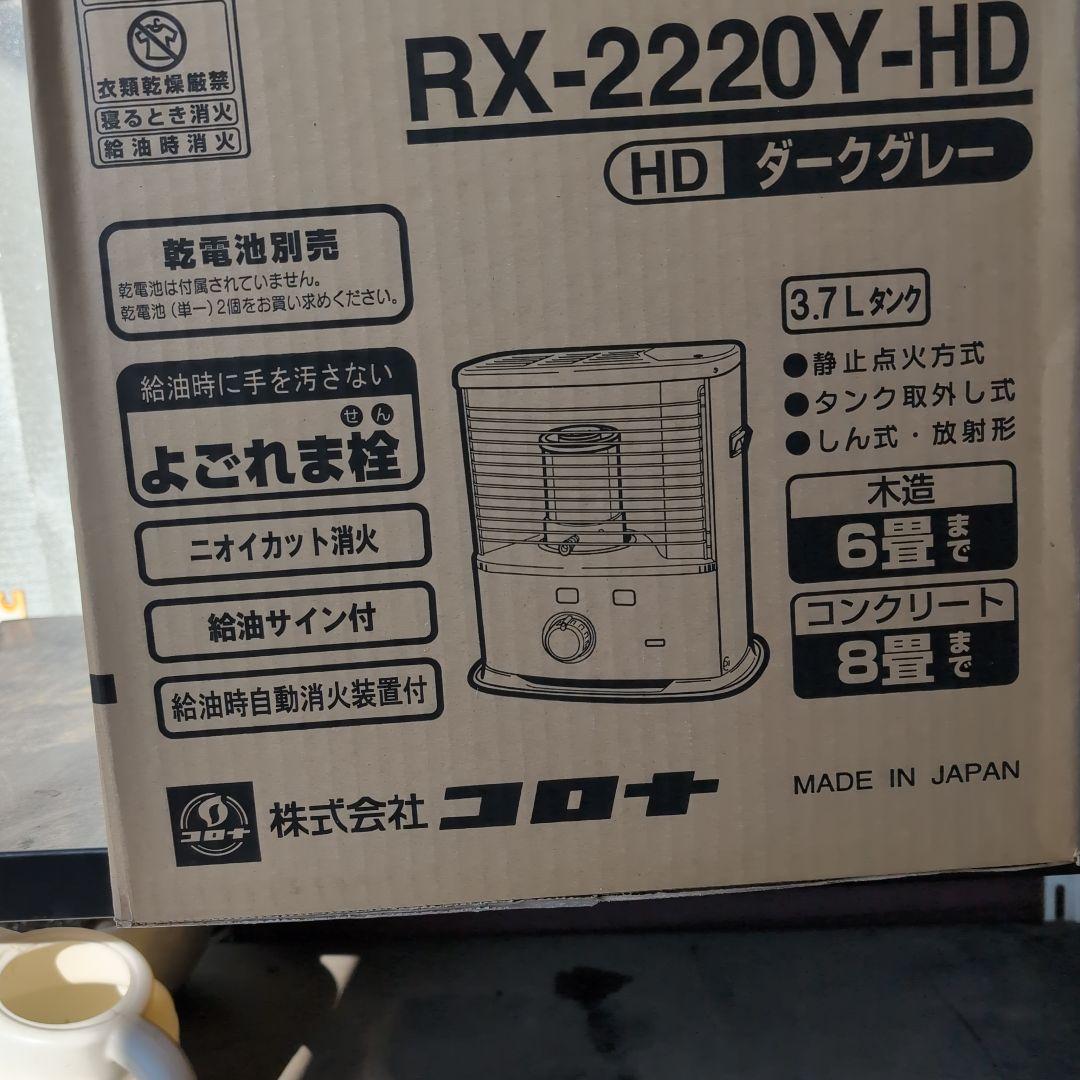 衣類乾燥厳禁
寝るとき消火
給油時消火
RX-2220Y-HD
HD ダークグレー
乾電池別売
乾電池は付属されていません。
乾電池(単一)2個をお買い求めください。
給油時に手を汚さない
せん
よごれま栓
ニオイカット消火
給油サイン付
給油時自動消火装置付
3.7Lタンク
●静止点火方式
●タンク取外し式
●しん式・放射形
木造
6畳まで
コンクリート
8畳まで
コロナ
株式会社 コロナ
MADE IN JAPAN